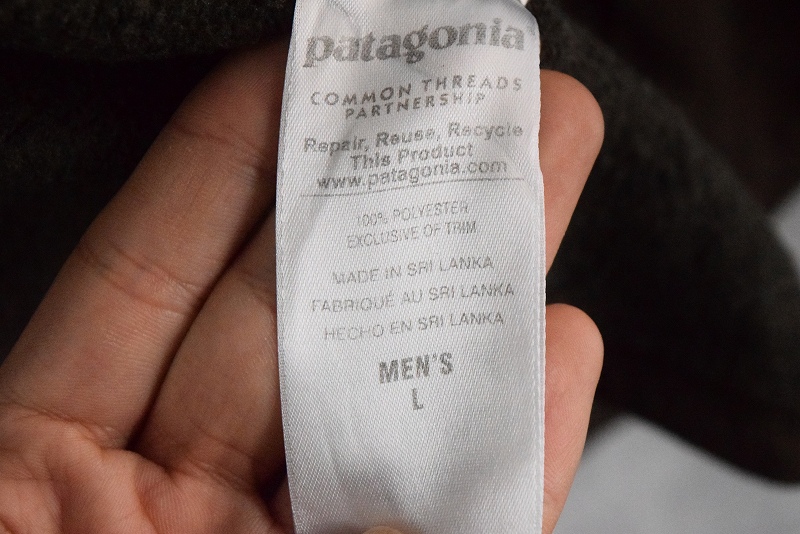 patagonia
COMMON THREADS
PARTNERSHIP
Repair, Reuse, Recycle
This Product
www.patagonia.com
100% POLYESTER
EXCLUSIVE OF TRIM
MADE IN SRI LANKA
FABRIQUÉ AU SRI LANKA
HECHO EN SRI LANKA
MEN'S
L